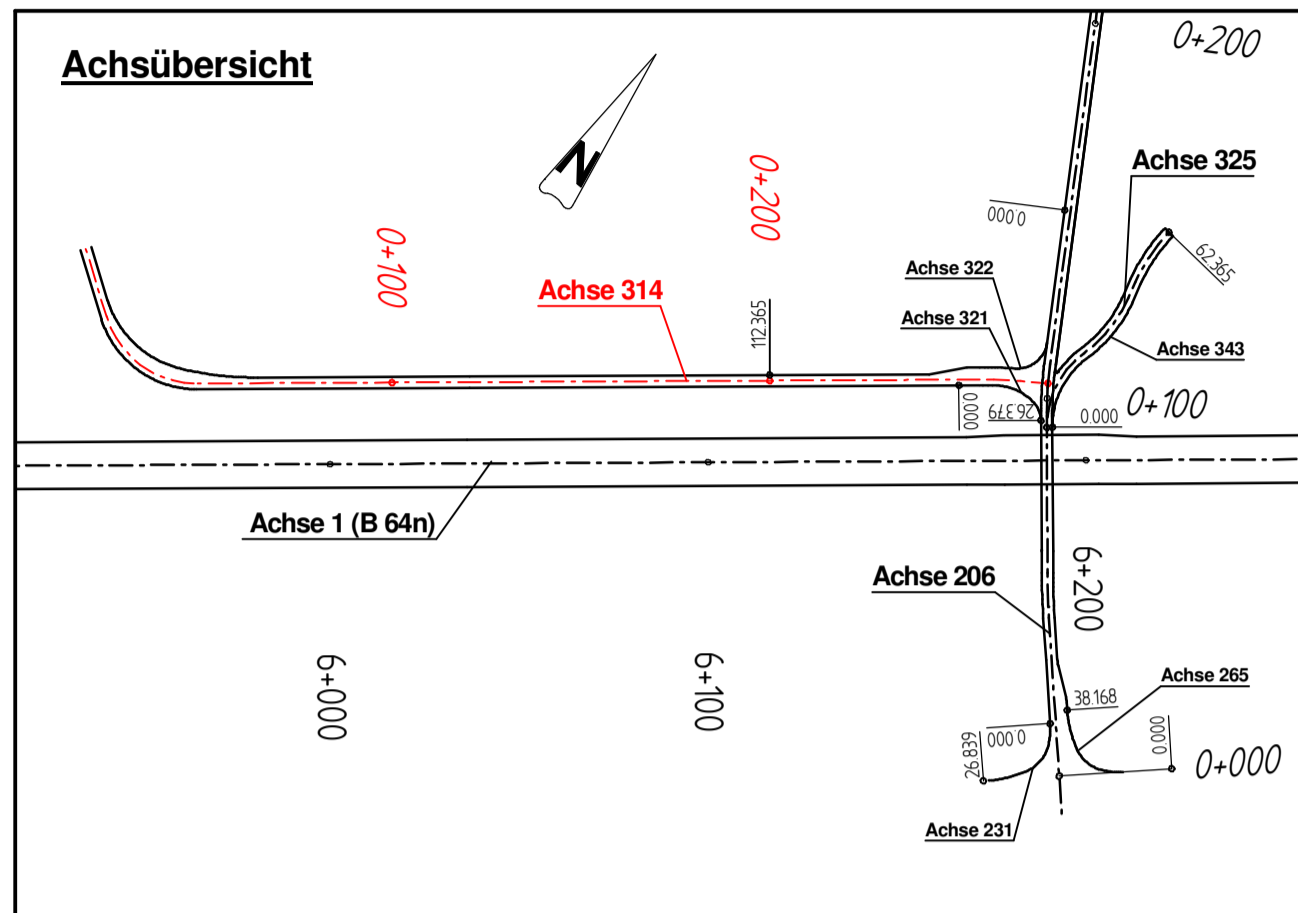 Achsübersicht
0+200
N
Achse 325
0+200
0.000
0+100
62.365
Achse 322
Achse 314
112.365
Achse 321
Achse 343
0.000
26.379
0.000
0+100
Achse 1 (B 64n)
Achse 206
6+200
6+000
6+100
38.168
Achse 265
26.839
0.000
0.000
0+000
Achse 231